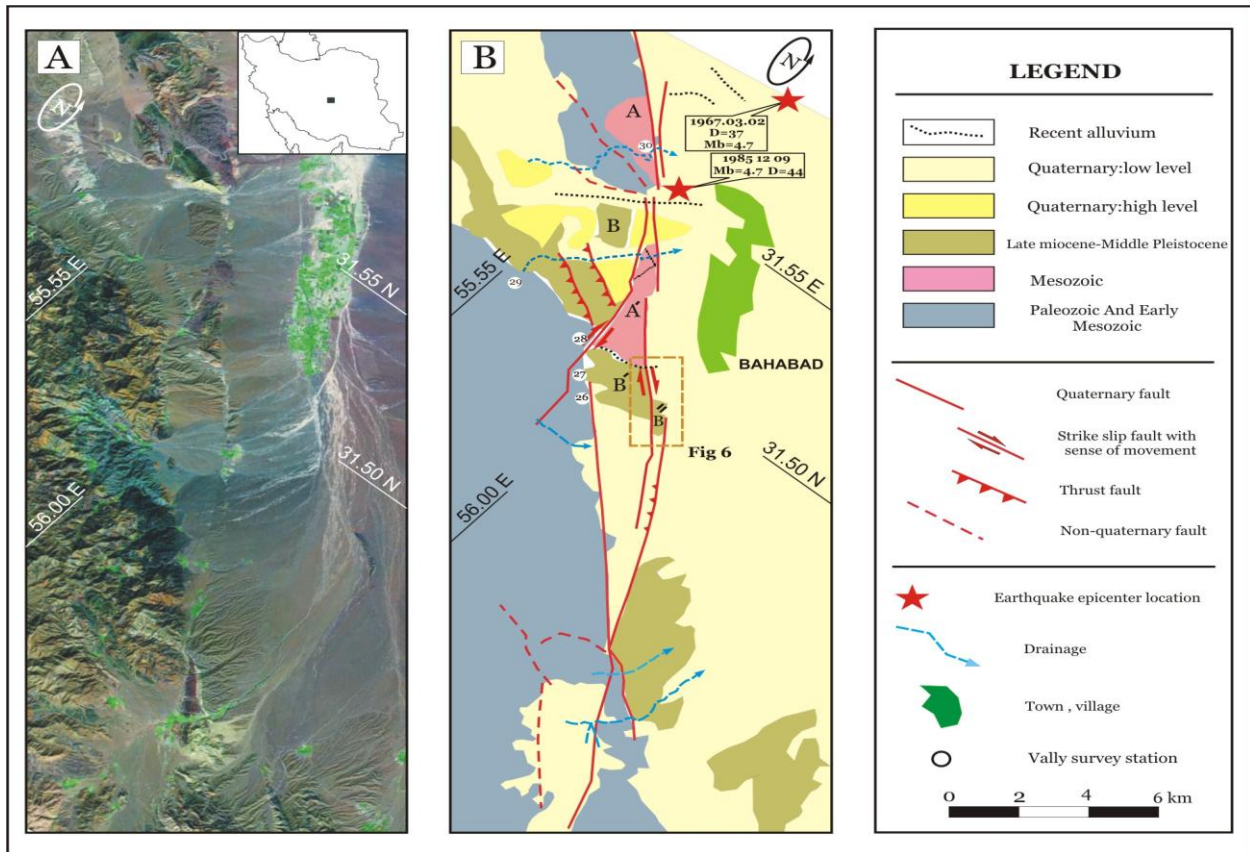 A
N
55.55 E
31.55 N
31.50 N
56.00 E
B
N
A
1967.03.02
D=37
Mb=4.7
30
1985 12 09
Mb=4.7 D=44
B
55.55 E
31.55 E
29
A'
28
BAHABAD
27
B'
26
B
Fig 6
31.50 N
56.00 E
LEGEND
Recent alluvium
Quaternary:low level
Quaternary:high level
Late miocene-Middle Pleistocene
Mesozoic
Paleozoic And Early
Mesozoic
Quaternary fault
Strike slip fault with
sense of movement
Thrust fault
Non-quaternary fault
Earthquake epicenter location
Drainage
Town , village
Vally survey station
0 2 4 6 km